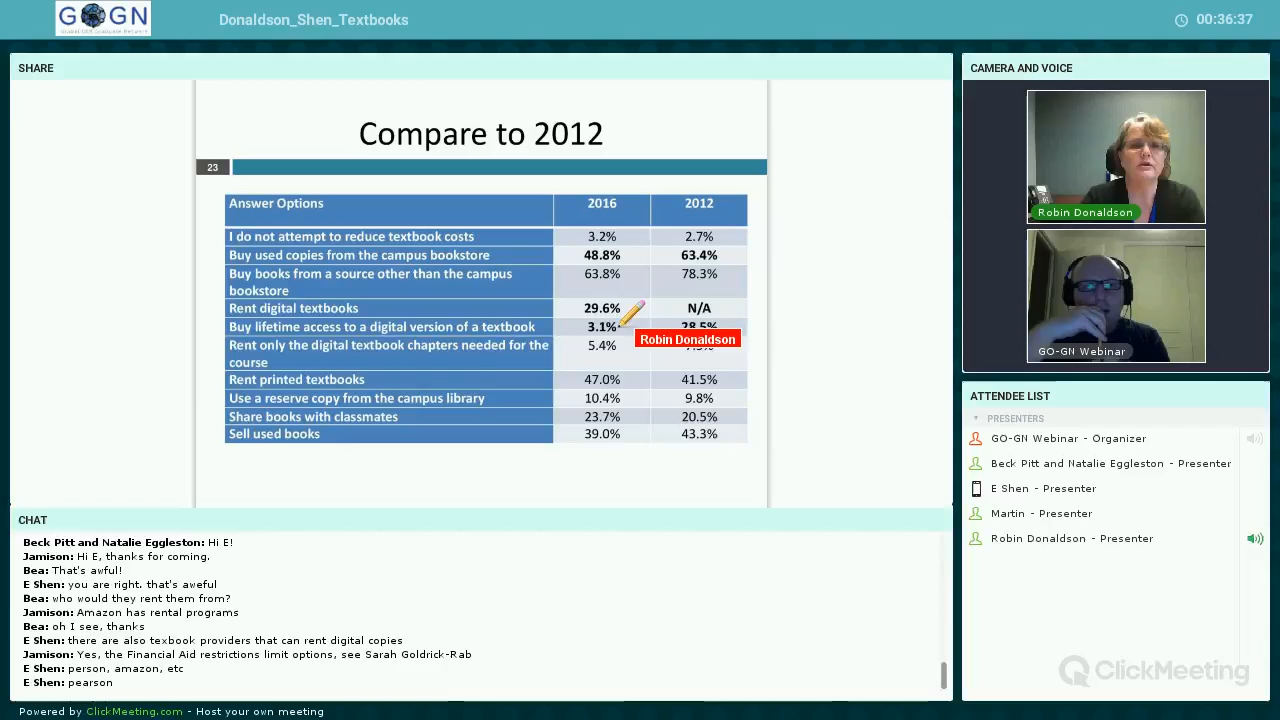 GO GN
Global OER Graduate Network
Donaldson_Shen_Textbooks
00:36:37
SHARE
Compare to 2012
23
Answer Options 2016 2012
I do not attempt to reduce textbook costs 3.2% 2.7%
Buy used copies from the campus bookstore 48.8% 63.4%
Buy books from a source other than the campus 63.8% 78.3%
bookstore
Rent digital textbooks 29.6% N/A
Buy lifetime access to a digital version of a textbook 3.1% 28.5%
Robin Donaldson
Rent only the digital textbook chapters needed for the 5.4%
course
Rent printed textbooks 47.0% 41.5%
Use a reserve copy from the campus library 10.4% 9.8%
Share books with classmates 23.7% 20.5%
Sell used books 39.0% 43.3%
CHAT
Beck Pitt and Natalie Eggleston: Hi E!
Jamison: Hi E, thanks for coming.
Bea: That's awful!
E Shen: you are right. that's aweful
Bea: who would they rent them from?
Jamison: Amazon has rental programs
Bea: oh I see, thanks
E Shen: there are also texbook providers that can rent digital copies
Jamison: Yes, the Financial Aid restrictions limit options, see Sarah Goldrick-Rab
E Shen: person, amazon, etc
E Shen: pearson
CAMERA AND VOICE
Robin Donaldson
GO-GN Webinar
ATTENDEE LIST
PRESENTERS
GO-GN Webinar - Organizer
Beck Pitt and Natalie Eggleston - Presenter
E Shen - Presenter
Martin - Presenter
Robin Donaldson - Presenter
ClickMeeting
Powered by ClickMeeting.com - Host your own meeting